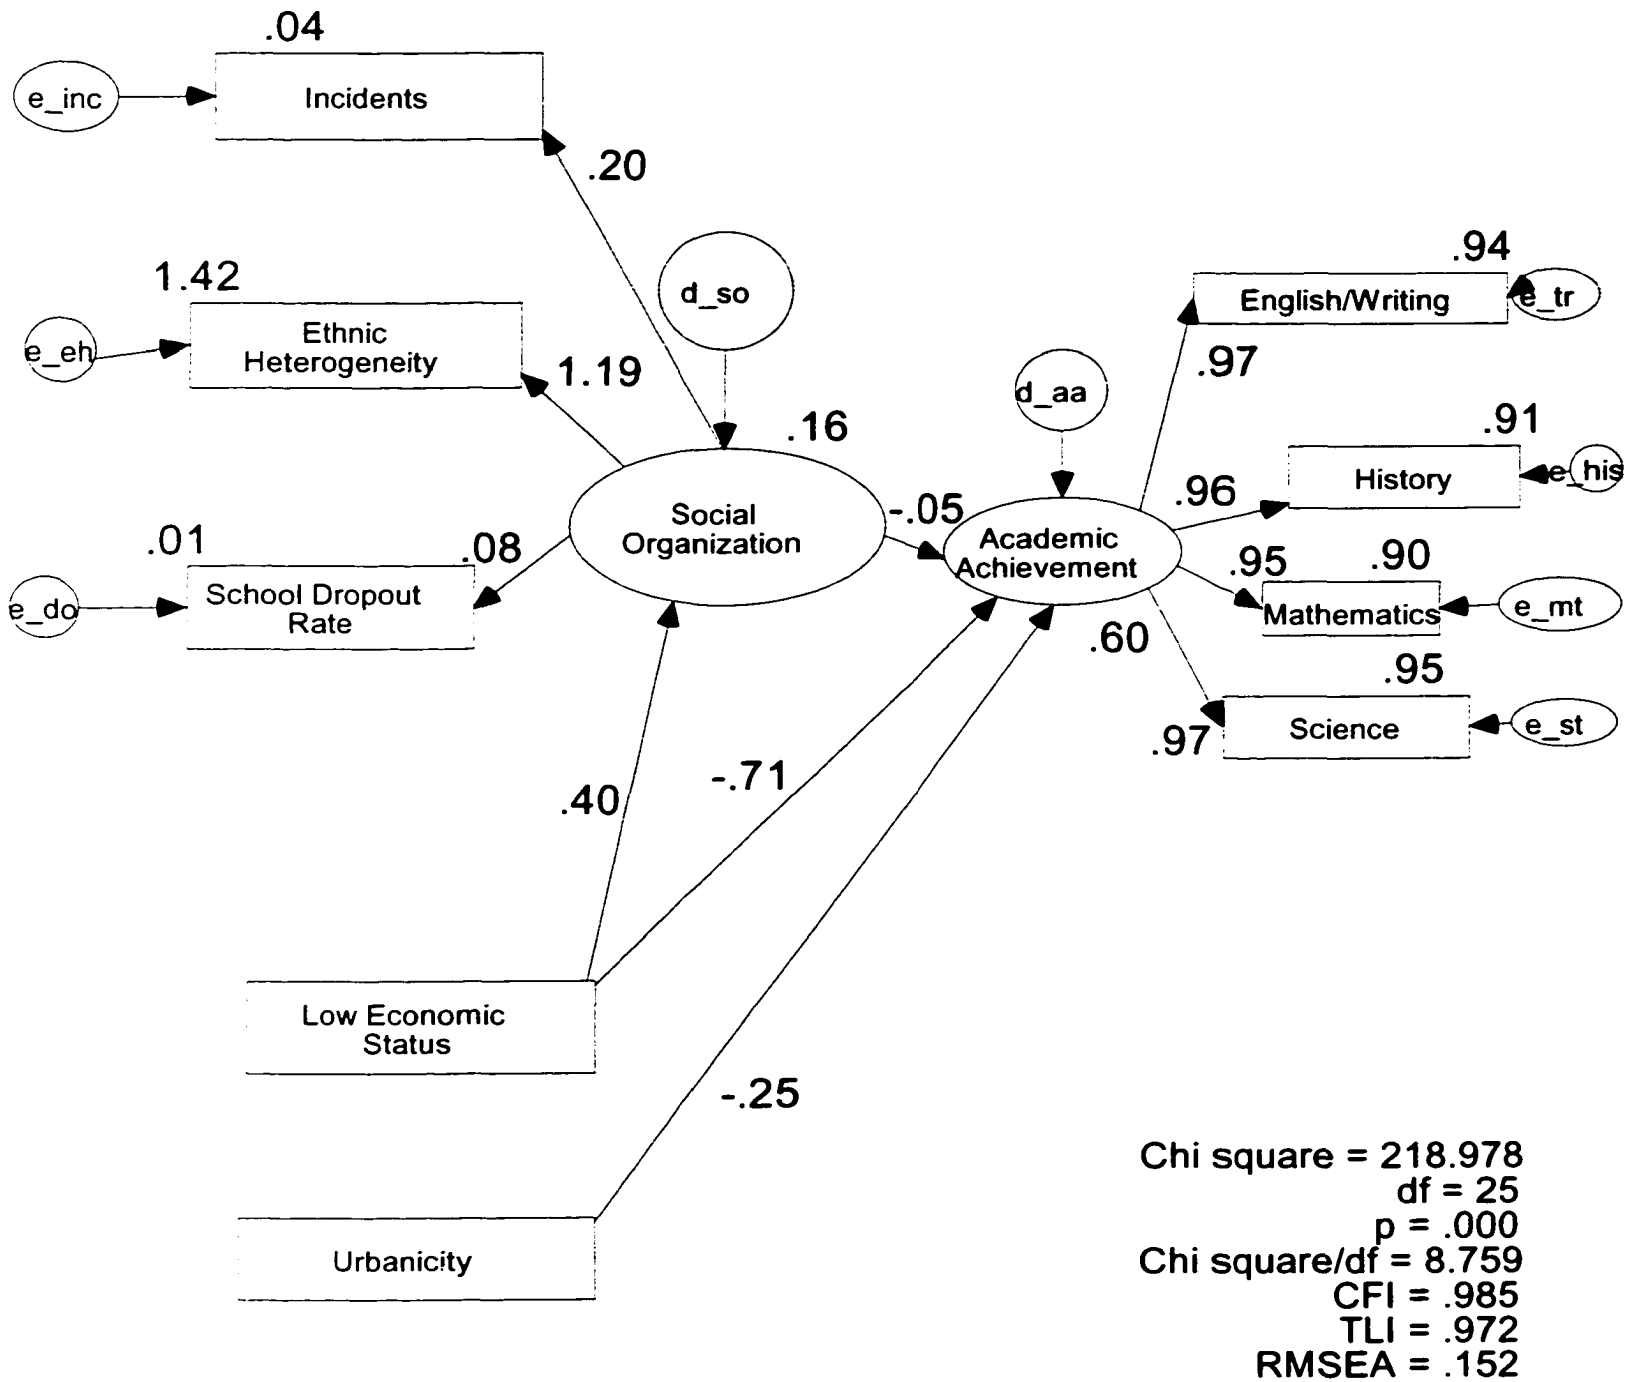 .04
e_inc
Incidents
.20
1.42
d_so
.94
e_eh
Ethnic
Heterogeneity
1.19
English/Writing
e_tr
.97
d_aa
.16
.91
.01
.08
Social
Organization
-.05
Academic
Achievement
.96
History
e_his
e_do
School Dropout
Rate
.95
.90
Mathematics
e_mt
.60
.95
.97
Science
e_st
.40
-.71
Low Economic
Status
-.25
Urbanicity
Chi square = 218.978
df = 25
p = .000
Chi square/df = 8.759
CFI = .985
TLI = .972
RMSEA = .152